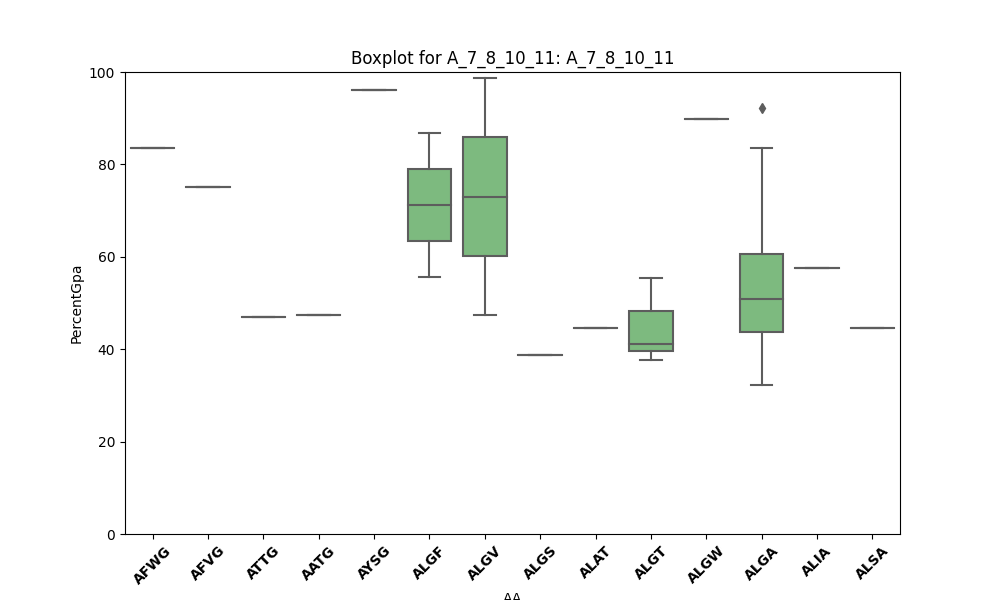 Boxplot for A_7_8_10_11: A_7_8_10_11
100
80
60
40
20
0
PercentGpa
AFWG
AFVG
ATTG
AATG
AYSG
ALGF
ALGV
ALGS
ALAT
ALGT
ALGW
ALGA
ALIA
ALSA
AA